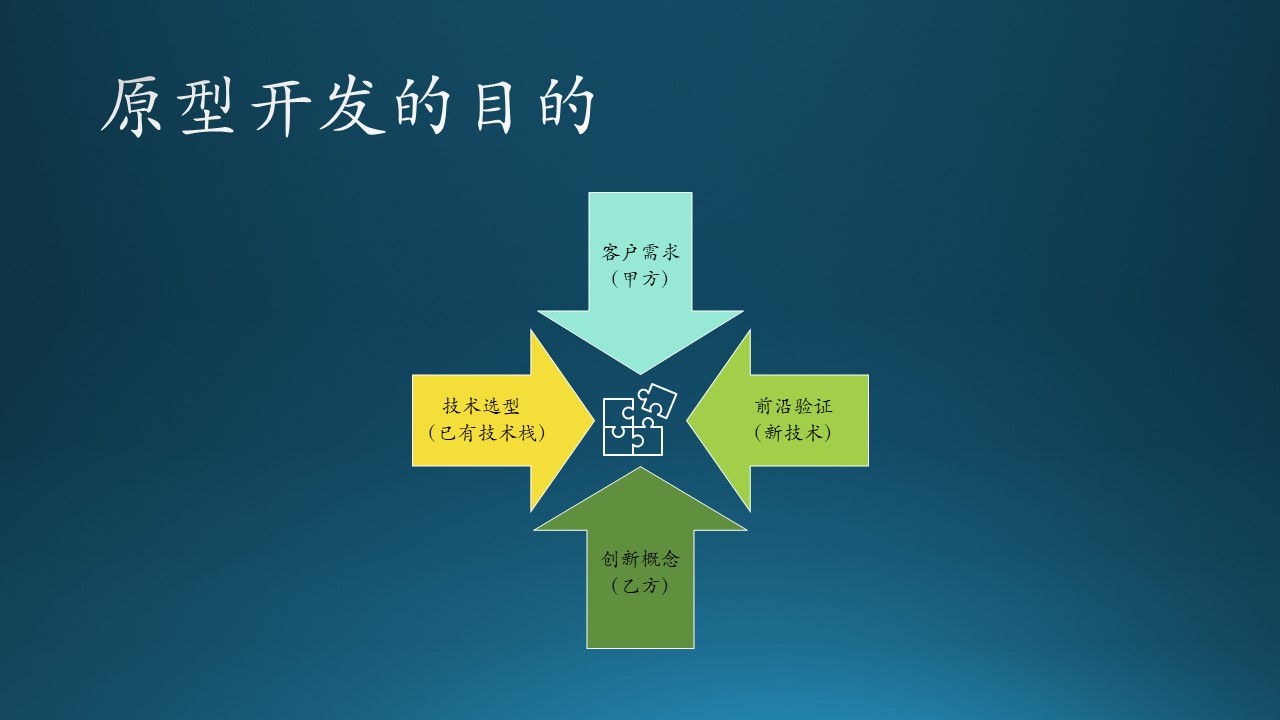 原型开发的目的
客户需求
（甲方）
技术选型
（已有技术栈）
前沿验证
（新技术）
创新概念
（乙方）